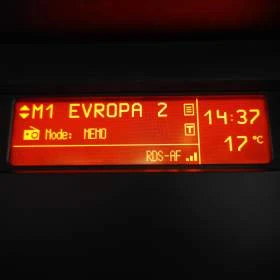 M1 EVROPA 2
14:37
Mode: MEMO
T
17 °C
RDS-AF